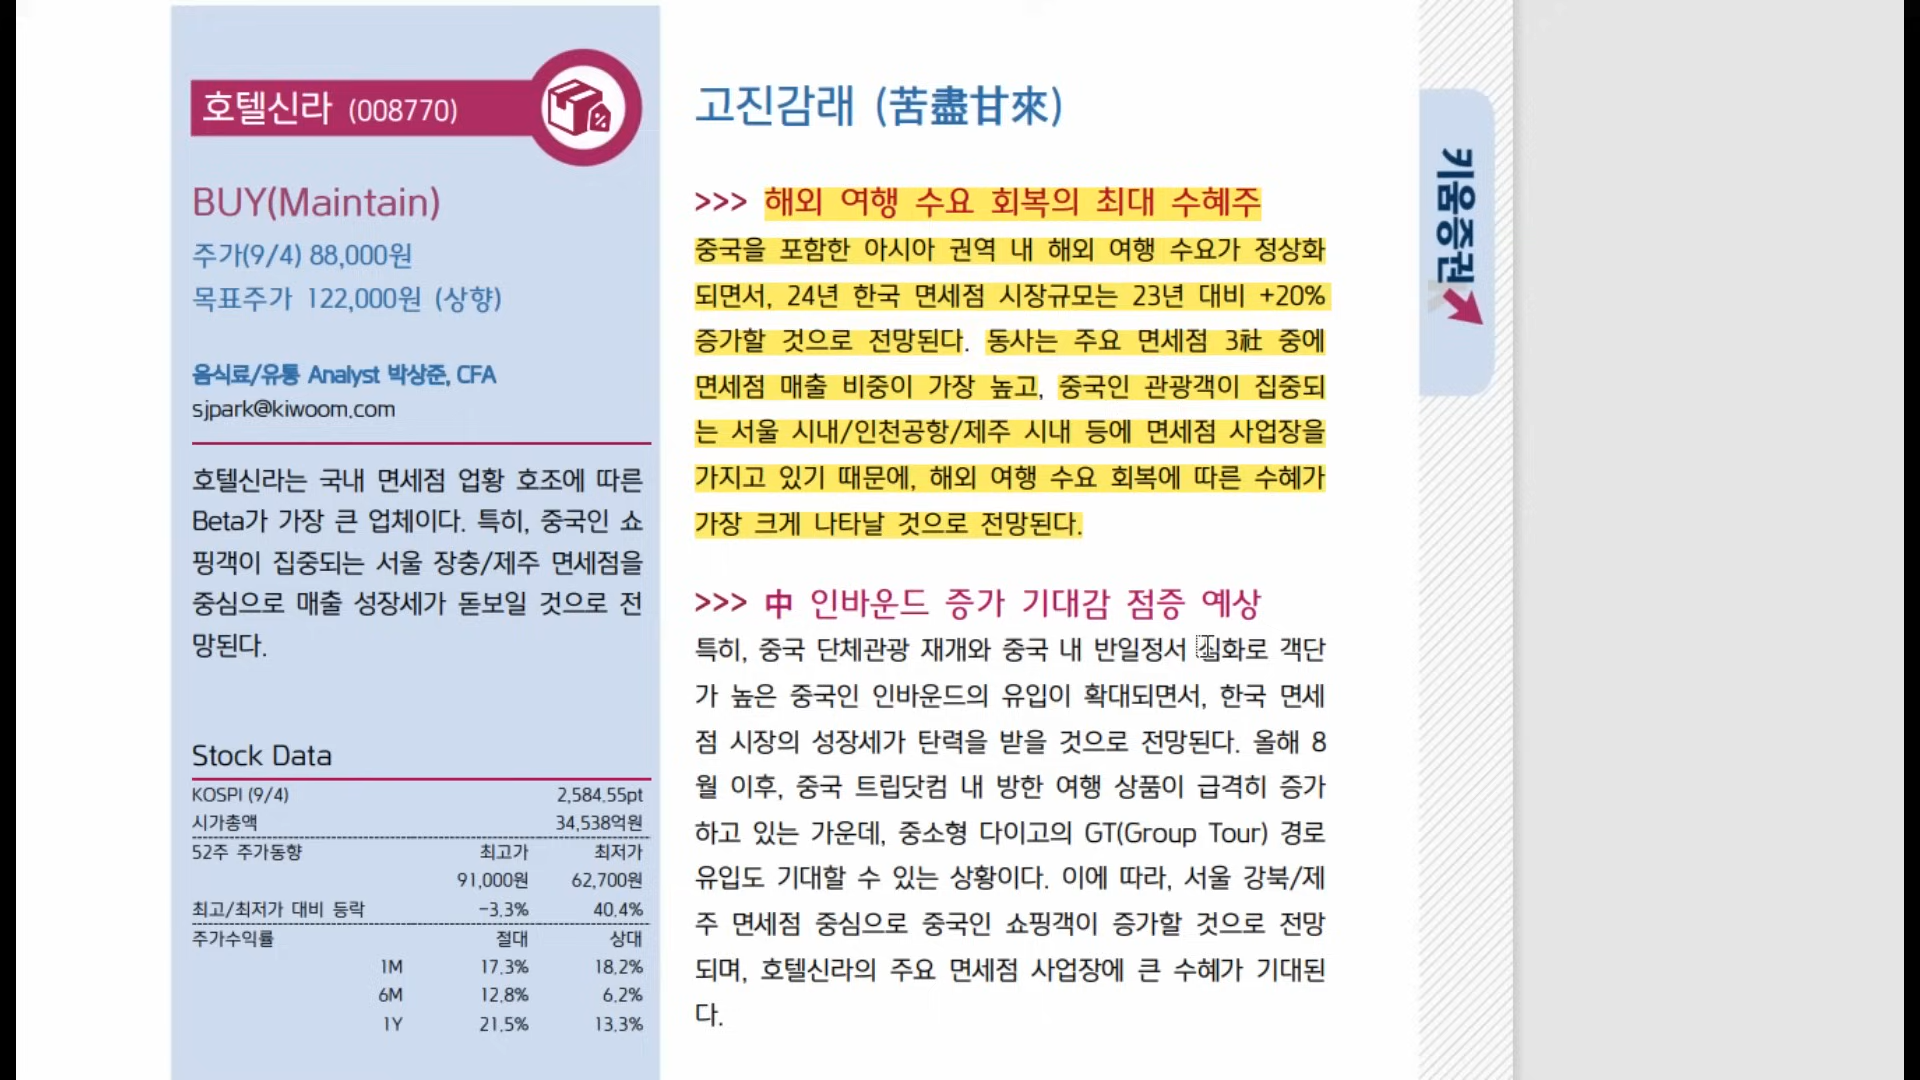 호텔신라 (008770)
BUY(Maintain)
주가(9/4) 88,000원
목표주가 122,000원 (상향)
음식료/유통 Analyst 박상준, CFA
sjpark@kiwoom.com
호텔신라는 국내 면세점 업황 호조에 따른
Beta가 가장 큰 업체이다. 특히, 중국인 쇼
핑객이 집중되는 서울 장충/제주 면세점을
중심으로 매출 성장세가 돋보일 것으로 전
망된다.
Stock Data
KOSPI (9/4) 2,584.55pt
시가총액 34,538억원
52주 주가동향 최고가 최저가
91,000원 62,700원
최고/최저가 대비 등락 -3.3% 40.4%
주가수익률 절대 상대
1M 17.3% 18.2%
6M 12.8% 6.2%
1Y 21.5% 13.3%
고진감래 (苦盡甘來)
>>> 해외 여행 수요 회복의 최대 수혜주
중국을 포함한 아시아 권역 내 해외 여행 수요가 정상화
되면서, 24년 한국 면세점 시장규모는 23년 대비 +20%
증가할 것으로 전망된다. 동사는 주요 면세점 3社 중에
면세점 매출 비중이 가장 높고, 중국인 관광객이 집중되
는 서울 시내/인천공항/제주 시내 등에 면세점 사업장을
가지고 있기 때문에, 해외 여행 수요 회복에 따른 수혜가
가장 크게 나타날 것으로 전망된다.
>>> 中 인바운드 증가 기대감 점증 예상
특히, 중국 단체관광 재개와 중국 내 반일정서 객단
가 높은 중국인 인바운드의 유입이 확대되면서, 한국 면세
점 시장의 성장세가 탄력을 받을 것으로 전망된다. 올해 8
월 이후, 중국 트립닷컴 내 방한 여행 상품이 급격히 증가
하고 있는 가운데, 중소형 다이고의 GT(Group Tour) 경로
유입도 기대할 수 있는 상황이다. 이에 따라, 서울 강북/제
주 면세점 중심으로 중국인 쇼핑객이 증가할 것으로 전망
되며, 호텔신라의 주요 면세점 사업장에 큰 수혜가 기대된
다.
키움증권